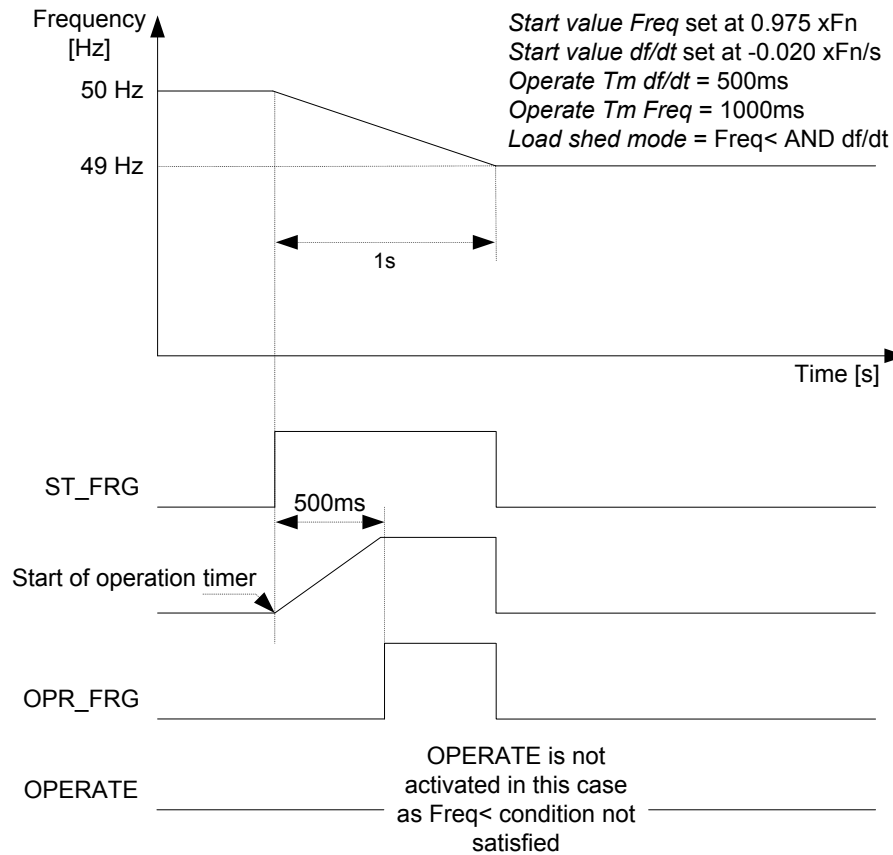 Frequency
[Hz]
Start value Freq set at 0.975 xFn
Start value df/dt set at -0.020 xFn/s
Operate Tm df/dt = 500ms
Operate Tm Freq = 1000ms
Load shed mode = Freq< AND df/dt
50 Hz
49 Hz
1s
Time [s]
ST_FRG
500ms
Start of operation timer
OPR_FRG
OPERATE
OPERATE is not
activated in this case
as Freq< condition not
satisfied